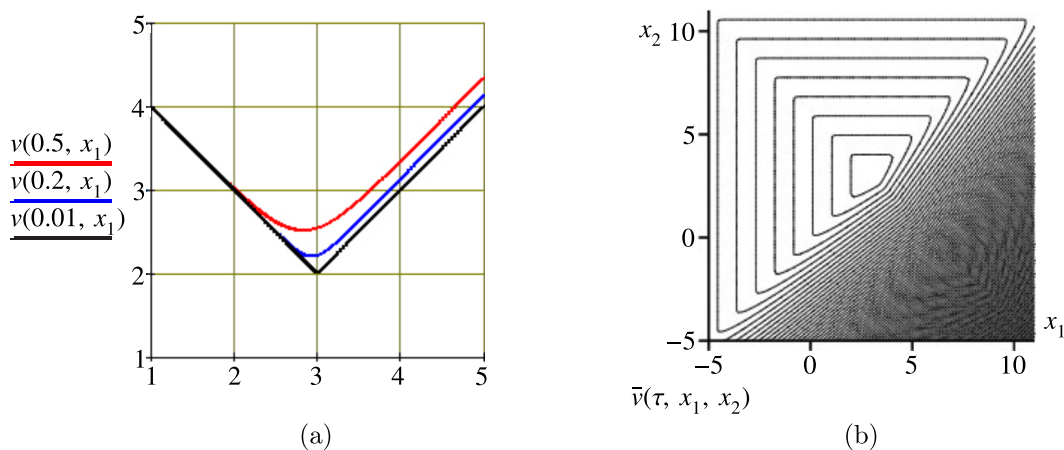 5
4
3
2
1
1 2 3 4 5
v(0.5, x₁)
v(0.2, x₁)
v(0.01, x₁)
(a)
x₂ 10
5
0
−5
−5 0 5 10
x₁
v̄(τ, x₁, x₂)
(b)